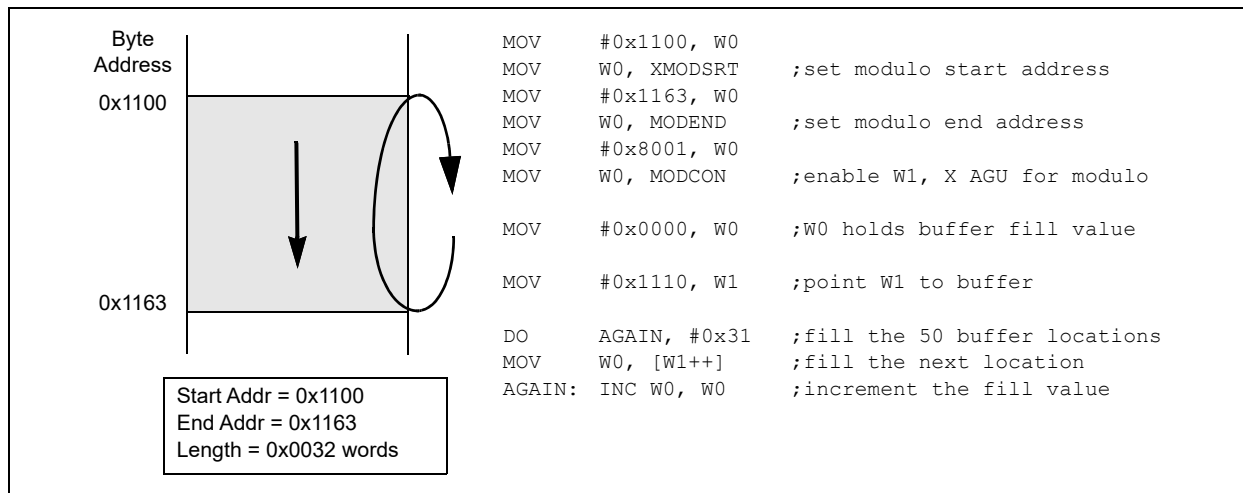 Byte
Address
0x1100
0x1163
Start Addr = 0x1100
End Addr = 0x1163
Length = 0x0032 words
MOV #0x1100, W0
MOV W0, XMODSRT ;set modulo start address
MOV #0x1163, W0
MOV W0, MODEND ;set modulo end address
MOV #0x8001, W0
MOV W0, MODCON ;enable W1, X AGU for modulo
MOV #0x0000, W0 ;W0 holds buffer fill value
MOV #0x1110, W1 ;point W1 to buffer
DO AGAIN, #0x31 ;fill the 50 buffer locations
MOV W0, [W1++] ;fill the next location
AGAIN: INC W0, W0 ;increment the fill value